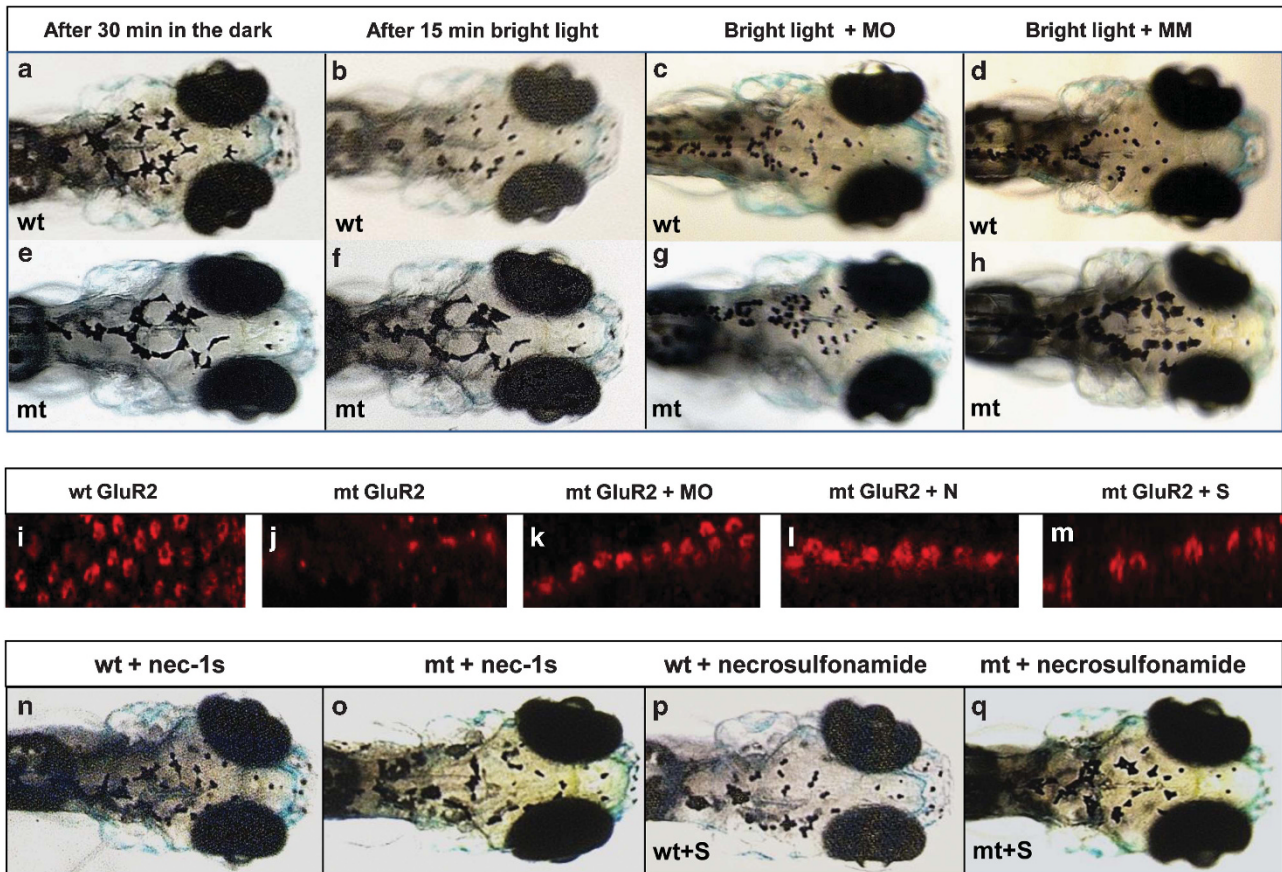 After 30 min in the dark
After 15 min bright light
Bright light + MO
Bright light + MM
a
b
c
d
wt
wt
wt
wt
e
f
g
h
mt
mt
mt
mt
wt GluR2
mt GluR2
mt GluR2 + MO
mt GluR2 + N
mt GluR2 + S
i
j
k
l
m
wt + nec-1s
mt + nec-1s
wt + necrosulfonamide
mt + necrosulfonamide
n
o
p
q
wt+S
mt+S